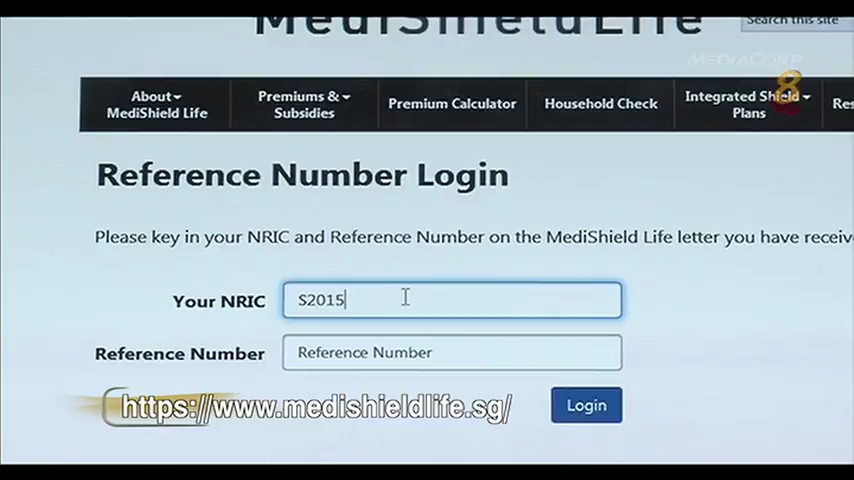 MediShieldLife
Search this site
MEDIACORP
8
About
MediShield Life
Premiums &
Subsidies
Premium Calculator
Household Check
Integrated Shield
Plans
Reference Number Login
Please key in your NRIC and Reference Number on the MediShield Life letter you have
Your NRIC
S2015
Reference Number
Reference Number
https://www.medishieldlife.sg/
Login